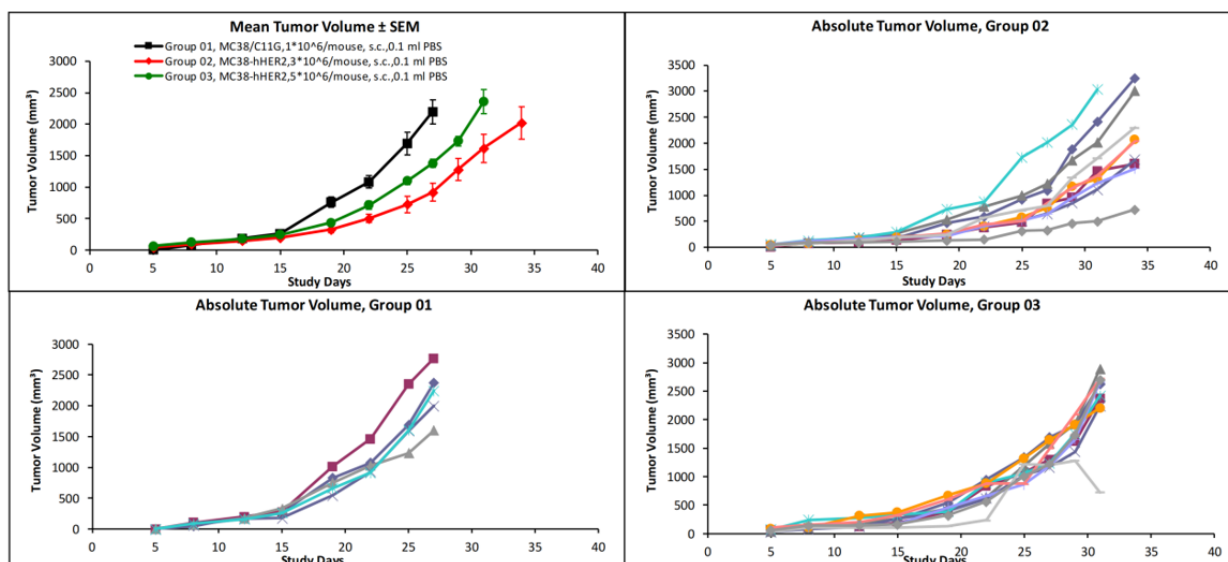 Mean Tumor Volume ± SEM
Group 01, MC38/C11G,1*10^6/mouse, s.c.,0.1 ml PBS
Group 02, MC38-hHER2,3*10^6/mouse, s.c.,0.1 ml PBS
Group 03, MC38-hHER2,5*10^6/mouse, s.c.,0.1 ml PBS
Tumor Volume (mm³)
3000
2500
2000
1500
1000
500
0
0 5 10 15 20 25 30 35 40
Study Days
Absolute Tumor Volume, Group 02
Tumor Volume (mm³)
3500
3000
2500
2000
1500
1000
500
0
0 5 10 15 20 25 30 35 40
Study Days
Absolute Tumor Volume, Group 01
Tumor Volume (mm³)
3000
2500
2000
1500
1000
500
0
0 5 10 15 20 25 30 35 40
Study Days
Absolute Tumor Volume, Group 03
Tumor Volume (mm³)
3500
3000
2500
2000
1500
1000
500
0
0 5 10 15 20 25 30 35 40
Study Days